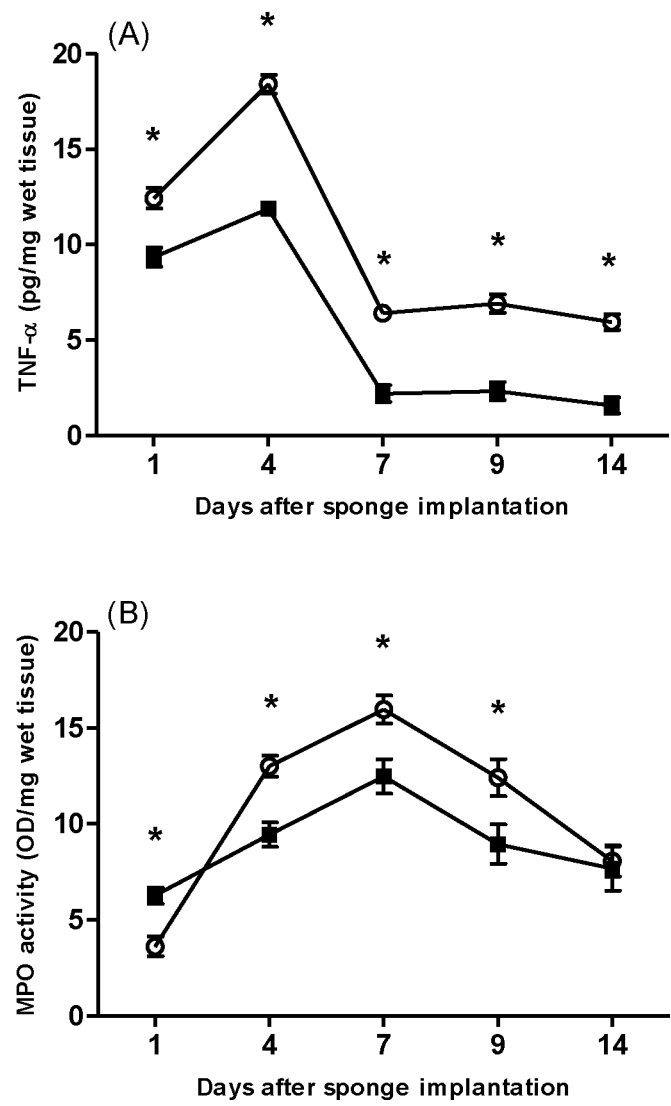 (A)
*
20
*
15
TNF-α (pg/mg wet tissue)
10
* * *
5
0
1 4 7 9 14
Days after sponge implantation
(B)
20
*
* *
15
MPO activity (OD/mg wet tissue)
10
*
5
0
1 4 7 9 14
Days after sponge implantation